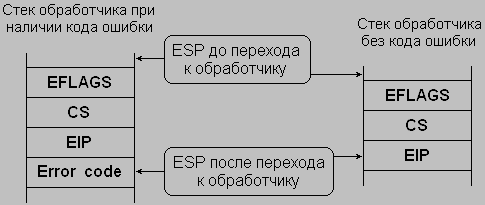 Стек обработчика при
наличии кода ошибки
EFLAGS
CS
EIP
Error code
ESP до перехода
к обработчику
ESP после перехода
к обработчику
Стек обработчика
без кода ошибки
EFLAGS
CS
EIP